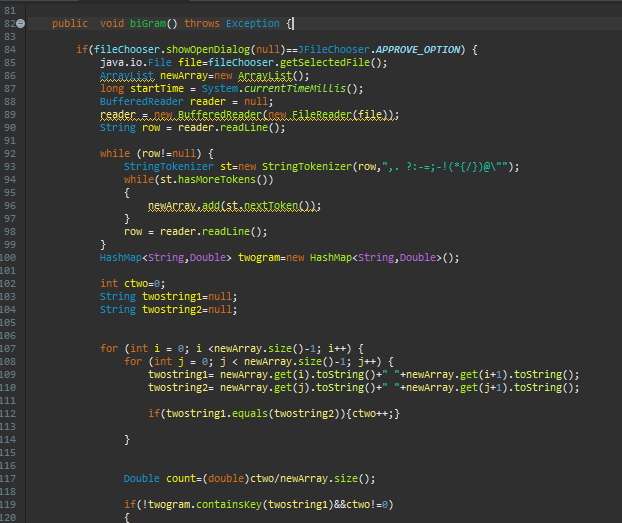 81
82 public  void biGram() throws Exception {
83
84 if(fileChooser.showOpenDialog(null)==JFileChooser.APPROVE_OPTION) {
85 java.io.File file=fileChooser.getSelectedFile();
86 ArrayList newArray=new ArrayList();
87 long startTime = System.currentTimeMillis();
88 BufferedReader reader = null;
89 reader = new BufferedReader(new FileReader(file));
90 String row = reader.readLine();
91
92 while (row!=null) {
93 StringTokenizer st=new StringTokenizer(row,",. ?:-=;-!(*{/})@\"");
94 while(st.hasMoreTokens())
95 {
96 newArray.add(st.nextToken());
97 }
98 row = reader.readLine();
99 }
100 HashMap<String,Double> twogram=new HashMap<String,Double>();
101
102 int ctwo=0;
103 String twostring1=null;
104 String twostring2=null;
105
106
107 for (int i = 0; i <newArray.size()-1; i++) {
108 for (int j = 0; j < newArray.size()-1; j++) {
109 twostring1= newArray.get(i).toString()+" "+newArray.get(i+1).toString();
110 twostring2= newArray.get(j).toString()+" "+newArray.get(j+1).toString();
111
112 if(twostring1.equals(twostring2)){ctwo++;}
113
114 }
115
116
117 Double count=(double)ctwo/newArray.size();
118
119 if(!twogram.containsKey(twostring1)&&ctwo!=0)
120 {